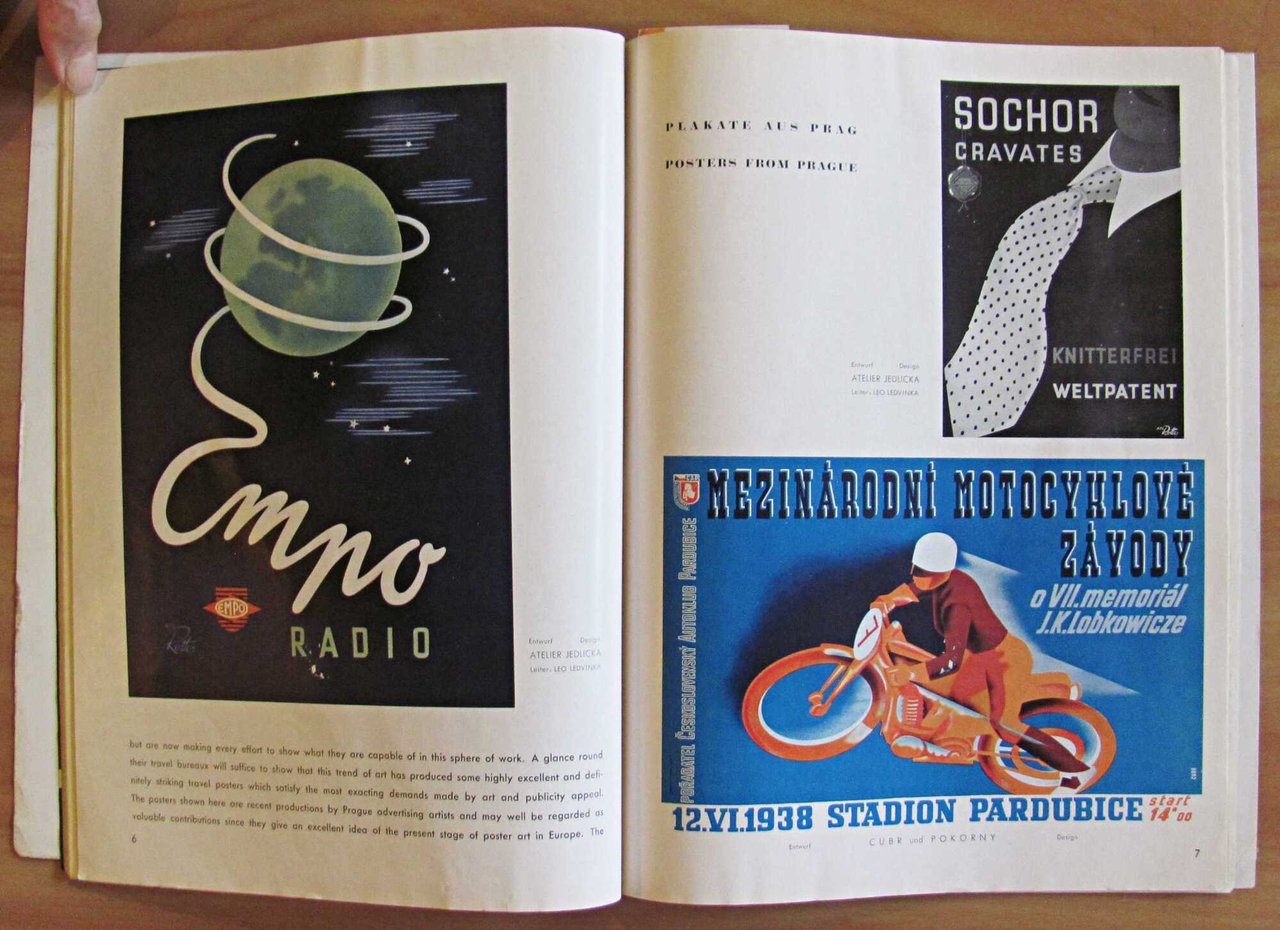 Empo
EMPO
RADIO
Entwurf Design
ATELIER JEDLICKA
Leiter: LEO LEDVINKA
but are now making every effort to show what they are capable of in this sphere of work. A glance round
their travel bureaux will suffice to show that this trend of art has produced some highly excellent and defi-
nitely striking travel posters which satisfy the most exacting demands made by art and publicity appeal.
The posters shown here are recent productions by Prague advertising artists and may well be regarded as
valuable contributions since they give an excellent idea of the present stage of poster art in Europe. The
6
PLAKATE AUS PRAG
POSTERS FROM PRAGUE
SOCHOR
CRAVATES
KNITTERFREI
WELTPATENT
Entwurf Design
ATELIER JEDLICKA
Leiter: LEO LEDVINKA
MEZINÁRODNÍ MOTOCYKLOVÉ
ZÁVODY
o VII. memoriál
J.K.Lobkowicze
POŘADATEL ČESKOSLOVENSKÝ AUTOKLUB PARDUBICE
12.VI.1938 STADION PARDUBICE start
14°°
Entwurf CUBR und POKORNY Design
7